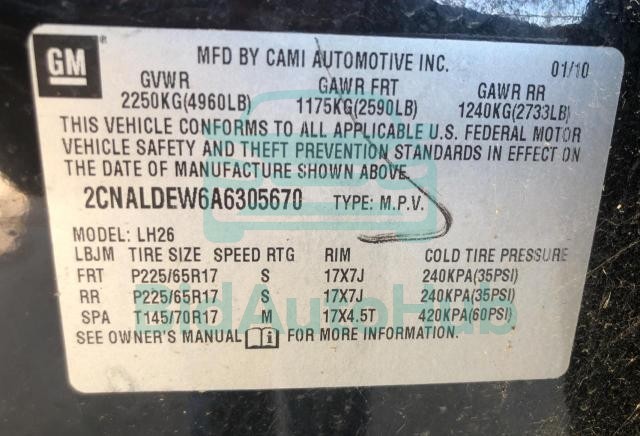 GM
MFD BY CAMI AUTOMOTIVE INC. 01/10
GVWR GAWR FRT GAWR RR
2250KG(4960LB) 1175KG(2590LB) 1240KG(2733LB)
THIS VEHICLE CONFORMS TO ALL APPLICABLE U.S. FEDERAL MOTOR
VEHICLE SAFETY AND THEFT PREVENTION STANDARDS IN EFFECT ON
THE DATE OF MANUFACTURE SHOWN ABOVE.
2CNALDEW6A6305670 TYPE: M.P.V.
MODEL: LH26
LBJM TIRE SIZE SPEED RTG RIM COLD TIRE PRESSURE
FRT P225/65R17 S 17X7J 240KPA(35PSI)
RR P225/65R17 S 17X7J 240KPA(35PSI)
SPA T145/70R17 M 17X4.5T 420KPA(60PSI)
BidAutoHub
SEE OWNER'S MANUAL FOR MORE INFORMATION.